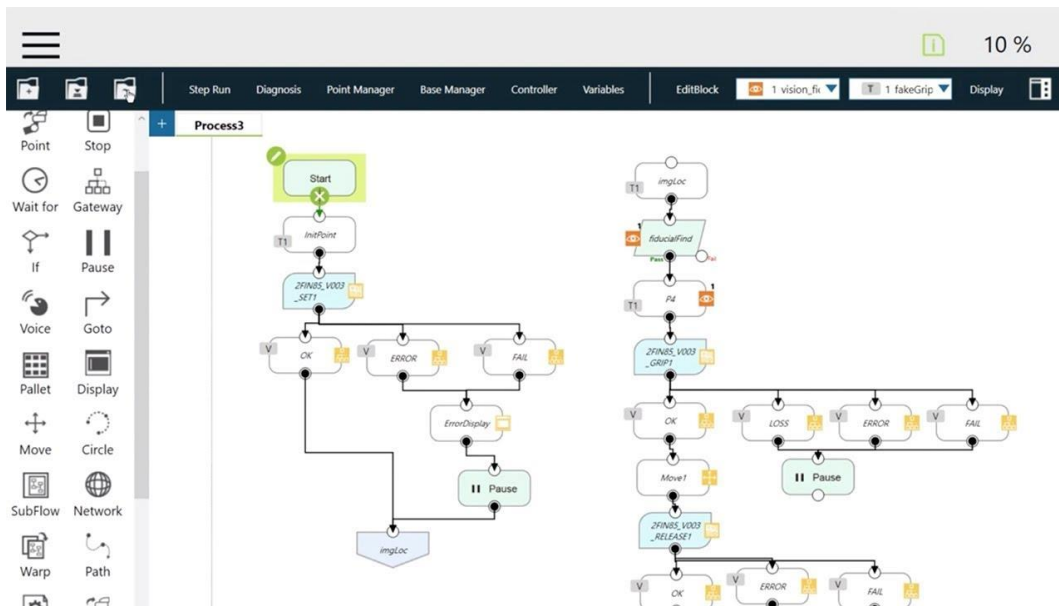 10 %
Step Run Diagnosis Point Manager Base Manager Controller Variables EditBlock 1 vision_fi T 1 fakeGrip Display
Point Stop
+ Process3
Wait for Gateway
If Pause
Voice Goto
Pallet Display
Move Circle
SubFlow Network
Warp Path
Start
T1 InitPoint
2FIN85_V003
_SET1
V OK V ERROR V FAIL
ErrorDisplay
Pause
imgLoc
T1 imgLoc
1
fiducialFind
Pass Fail
T1 P4 1
2FIN85_V003
_GRIP1
V OK V LOSS V ERROR V FAIL
Move1 Pause
2FIN85_V003
_RELEASE1
V OK V ERROR V FAIL